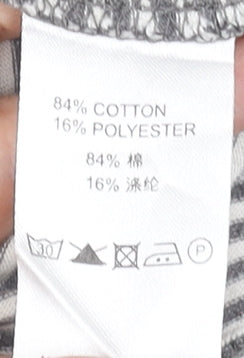 84% COTTON
16% POLYESTER
84% 棉
16% 涤纶
30 P